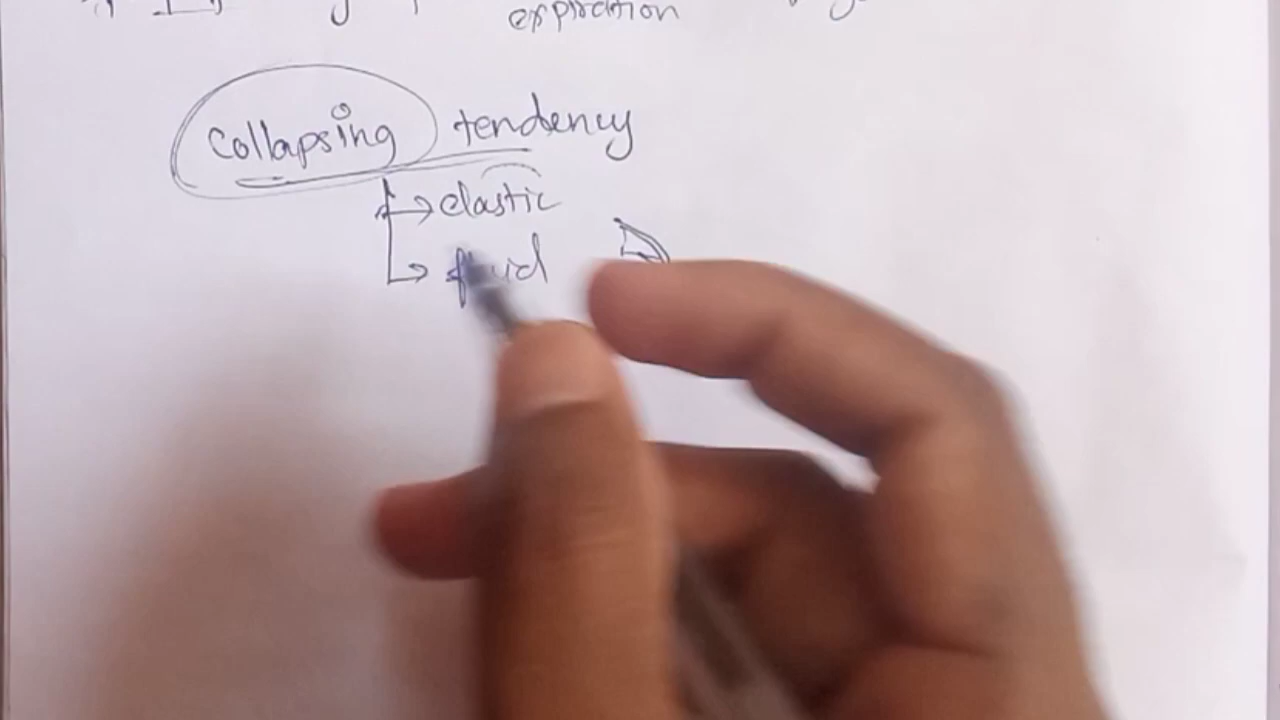 expiration
Collapsing tendency
→ elastic
→ fluid